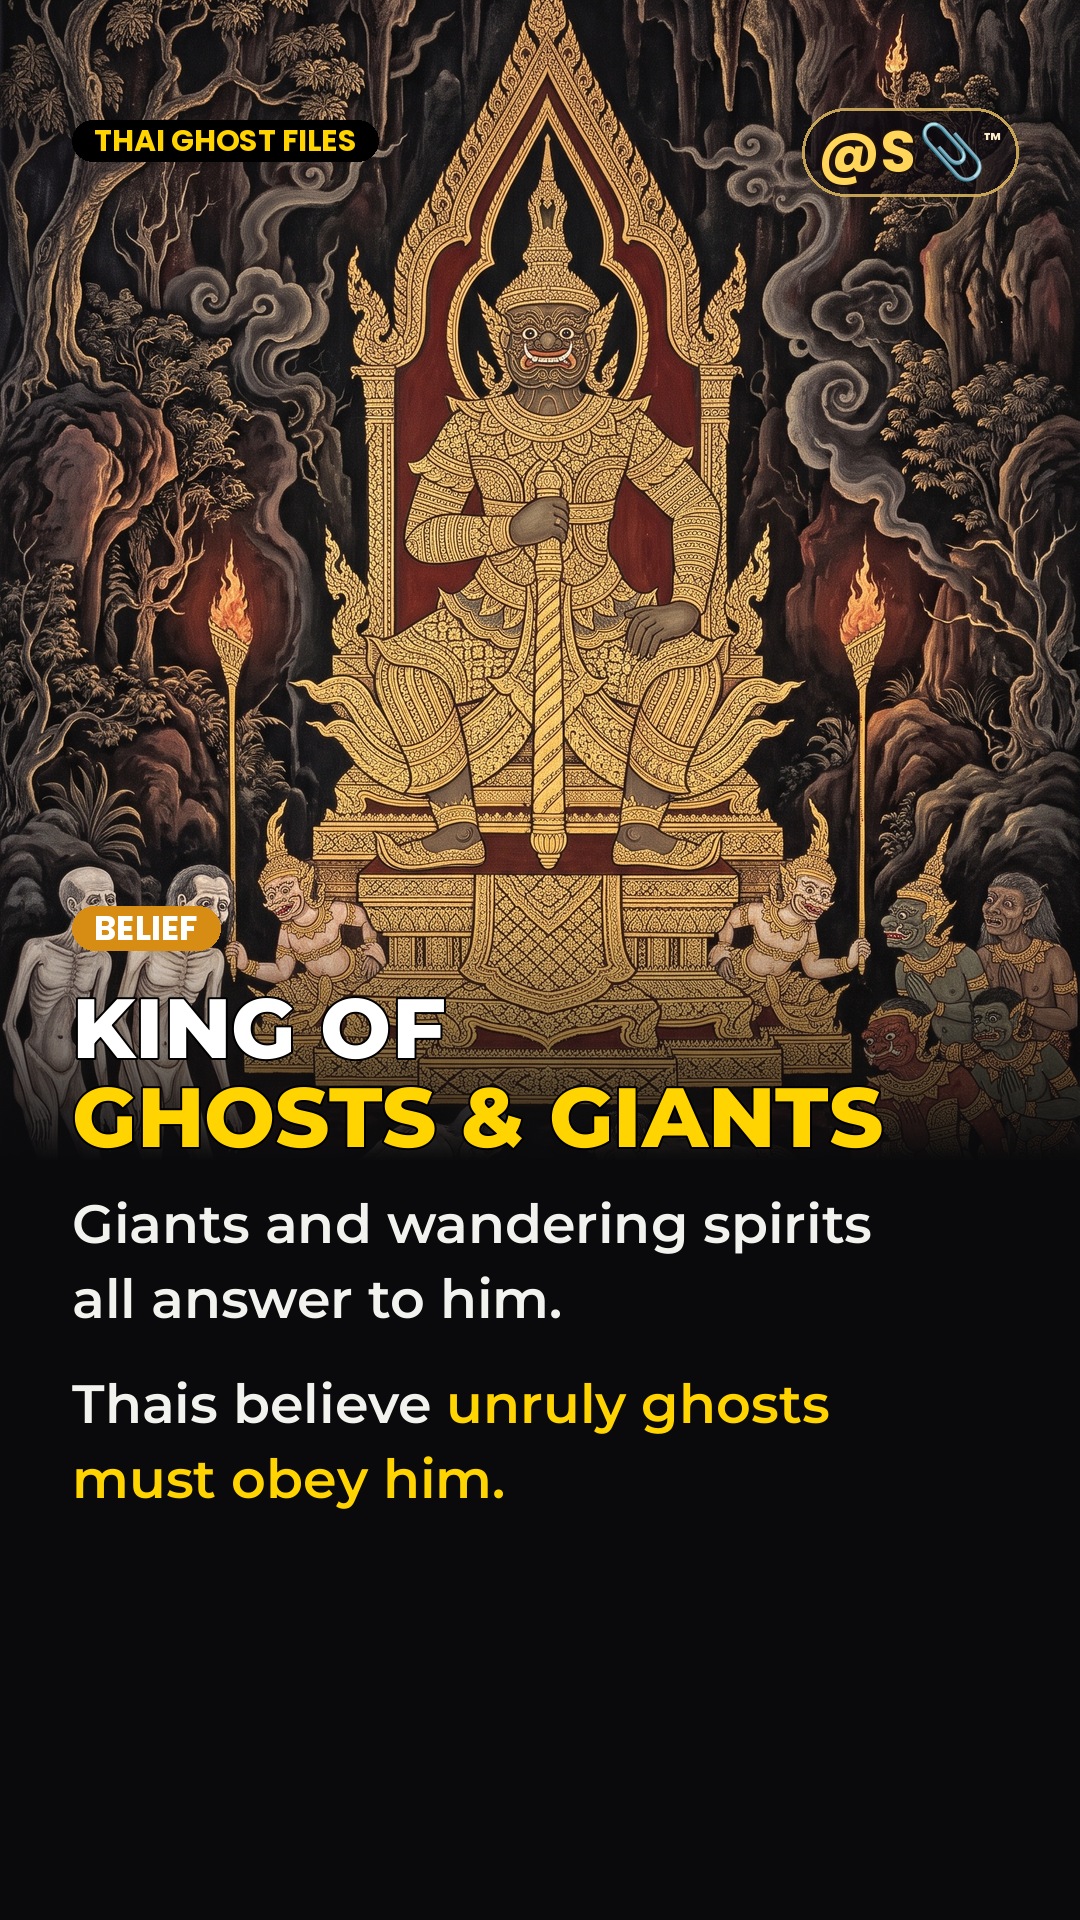 THAI GHOST FILES
@S📎™
BELIEF
KING OF
GHOSTS & GIANTS
Giants and wandering spirits
all answer to him.
Thais believe unruly ghosts
must obey him.